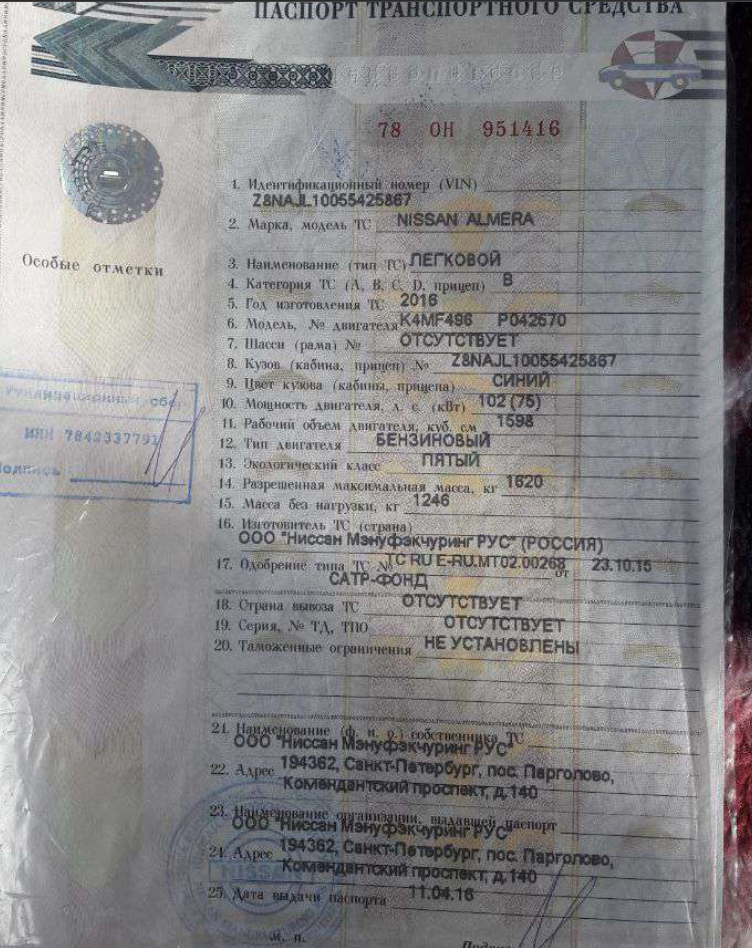 ПАСПОРТ ТРАНСПОРТНОГО СРЕДСТВА
78 ОН 951416
1. Идентификационный номер (VIN)
Z8NAJL10055425867
2. Марка, модель ТС NISSAN ALMERA
Особые отметки
3. Наименование (тип ТС) ЛЕГКОВОЙ
4. Категория ТС (A, B, C, D, прицеп) B
5. Год изготовления ТС 2016
6. Модель, № двигателя K4MF496 P042570
7. Шасси (рама) № ОТСУТСТВУЕТ
8. Кузов (кабина, прицеп) № Z8NAJL10055425867
9. Цвет кузова (кабины, прицепа) СИНИЙ
10. Мощность двигателя, л. с. (кВт) 102 (75)
11. Рабочий объем двигателя, куб. см 1598
12. Тип двигателя БЕНЗИНОВЫЙ
13. Экологический класс ПЯТЫЙ
14. Разрешенная максимальная масса, кг 1620
15. Масса без нагрузки, кг 1246
16. Изготовитель ТС (страна)
ООО "Ниссан Мэнуфэкчуринг РУС" (РОССИЯ)
17. Одобрение типа ТС № ТС RU E-RU.MT02.00268 от 23.10.15
САТР-ФОНД
18. Страна вывоза ТС ОТСУТСТВУЕТ
19. Серия, № ТД, ТПО ОТСУТСТВУЕТ
20. Таможенные ограничения НЕ УСТАНОВЛЕНЫ
21. Наименование (ф. и. о.) собственника ТС
ООО "Ниссан Мэнуфэкчуринг РУС"
22. Адрес 194362, Санкт-Петербург, пос. Парголово,
Комендантский проспект, д.140
23. Наименование организации, выдавшей паспорт
ООО "Ниссан Мэнуфэкчуринг РУС"
24. Адрес 194362, Санкт-Петербург, пос. Парголово,
Комендантский проспект, д.140
25. Дата выдачи паспорта 11.04.16
М. П.
сбор
ИНН 7842337791
Подпись
NISSAN